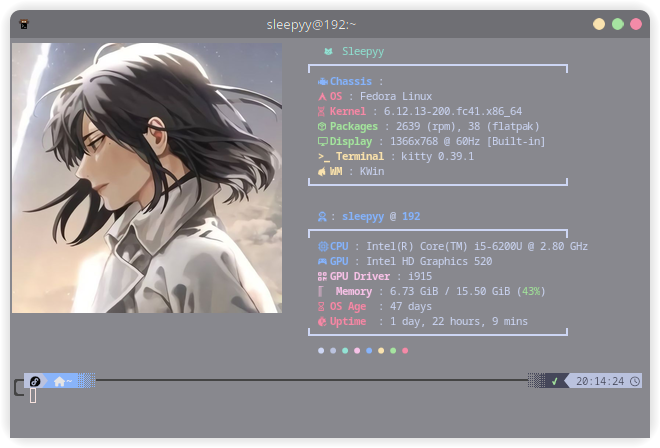 sleepyy@192:~
Sleepyy
Chassis :
OS : Fedora Linux
Kernel : 6.12.13-200.fc41.x86_64
Packages : 2639 (rpm), 38 (flatpak)
Display : 1366x768 @ 60Hz [Built-in]
>_ Terminal : kitty 0.39.1
WM : KWin
: sleepyy @ 192
CPU : Intel(R) Core(TM) i5-6200U @ 2.80 GHz
GPU : Intel HD Graphics 520
GPU Driver : i915
Memory : 6.73 GiB / 15.50 GiB (43%)
OS Age : 47 days
Uptime : 1 day, 22 hours, 9 mins
~ ✓ 20:14:24